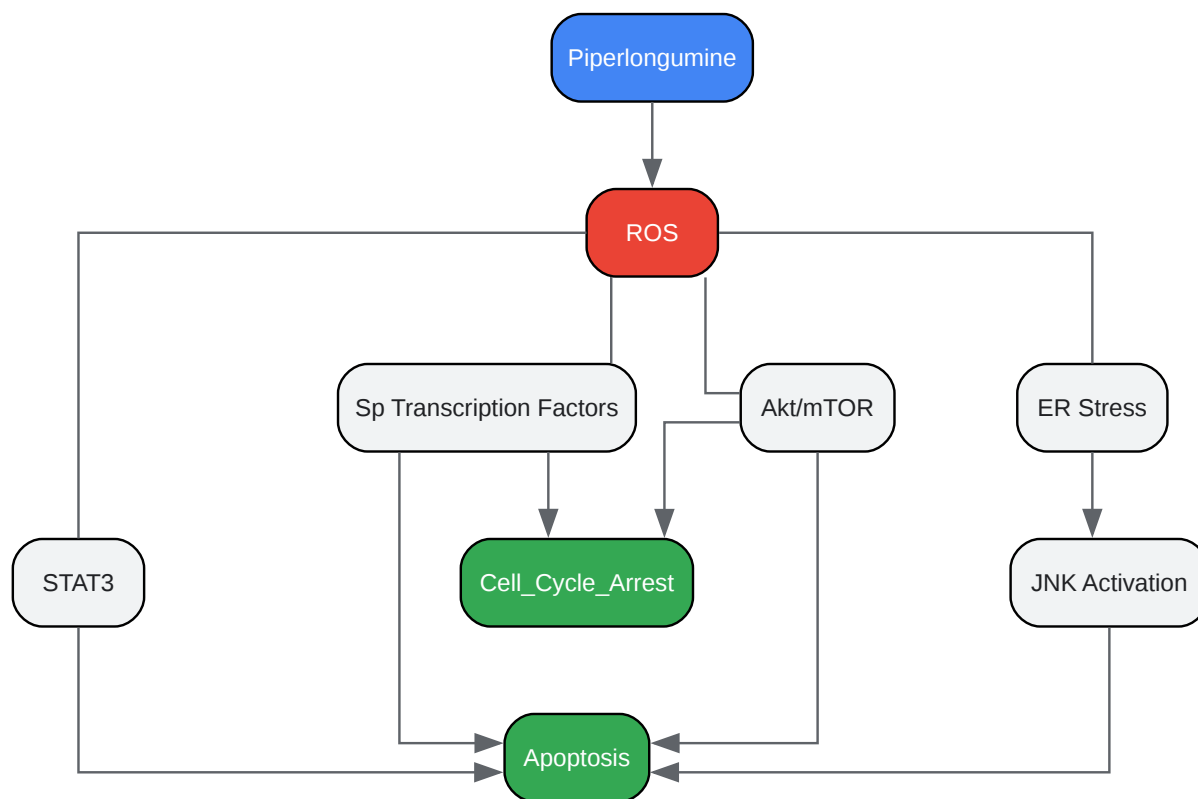 Piperlongumine
ROS
Sp Transcription Factors
Akt/mTOR
ER Stress
STAT3
Cell_Cycle_Arrest
JNK Activation
Apoptosis